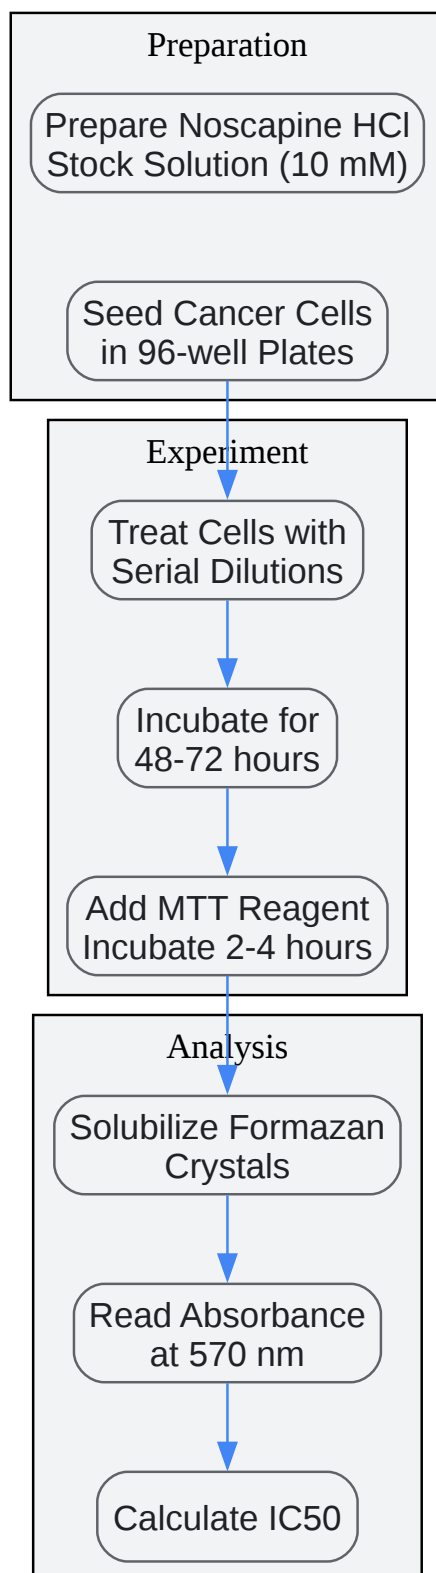 Preparation
Prepare Noscapine HCl
Stock Solution (10 mM)
Seed Cancer Cells
in 96-well Plates
Experiment
Treat Cells with
Serial Dilutions
Incubate for
48-72 hours
Add MTT Reagent
Incubate 2-4 hours
Analysis
Solubilize Formazan
Crystals
Read Absorbance
at 570 nm
Calculate IC50